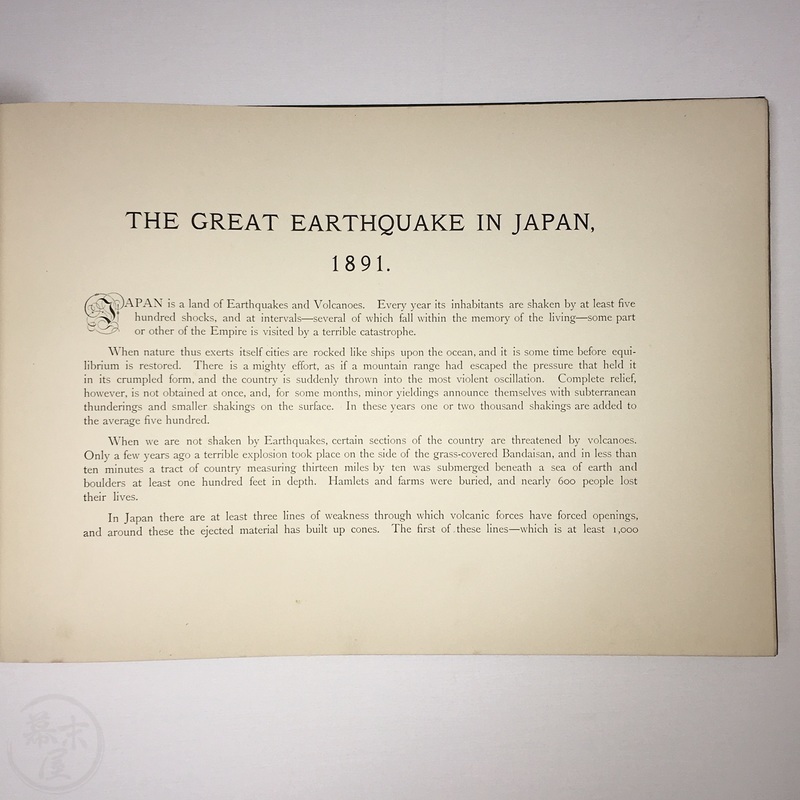 THE GREAT EARTHQUAKE IN JAPAN,
1891.
JAPAN is a land of Earthquakes and Volcanoes. Every year its inhabitants are shaken by at least five
hundred shocks, and at intervals—several of which fall within the memory of the living—some part
or other of the Empire is visited by a terrible catastrophe.
When nature thus exerts itself cities are rocked like ships upon the ocean, and it is some time before equi-
librium is restored. There is a mighty effort, as if a mountain range had escaped the pressure that held it
in its crumpled form, and the country is suddenly thrown into the most violent oscillation. Complete relief,
however, is not obtained at once, and, for some months, minor yieldings announce themselves with subterranean
thunderings and smaller shakings on the surface. In these years one or two thousand shakings are added to
the average five hundred.
When we are not shaken by Earthquakes, certain sections of the country are threatened by volcanoes.
Only a few years ago a terrible explosion took place on the side of the grass-covered Bandaisan, and in less than
ten minutes a tract of country measuring thirteen miles by ten was submerged beneath a sea of earth and
boulders at least one hundred feet in depth. Hamlets and farms were buried, and nearly 600 people lost
their lives.
In Japan there are at least three lines of weakness through which volcanic forces have forced openings,
and around these the ejected material has built up cones. The first of these lines—which is at least 1,000
幕末
屋